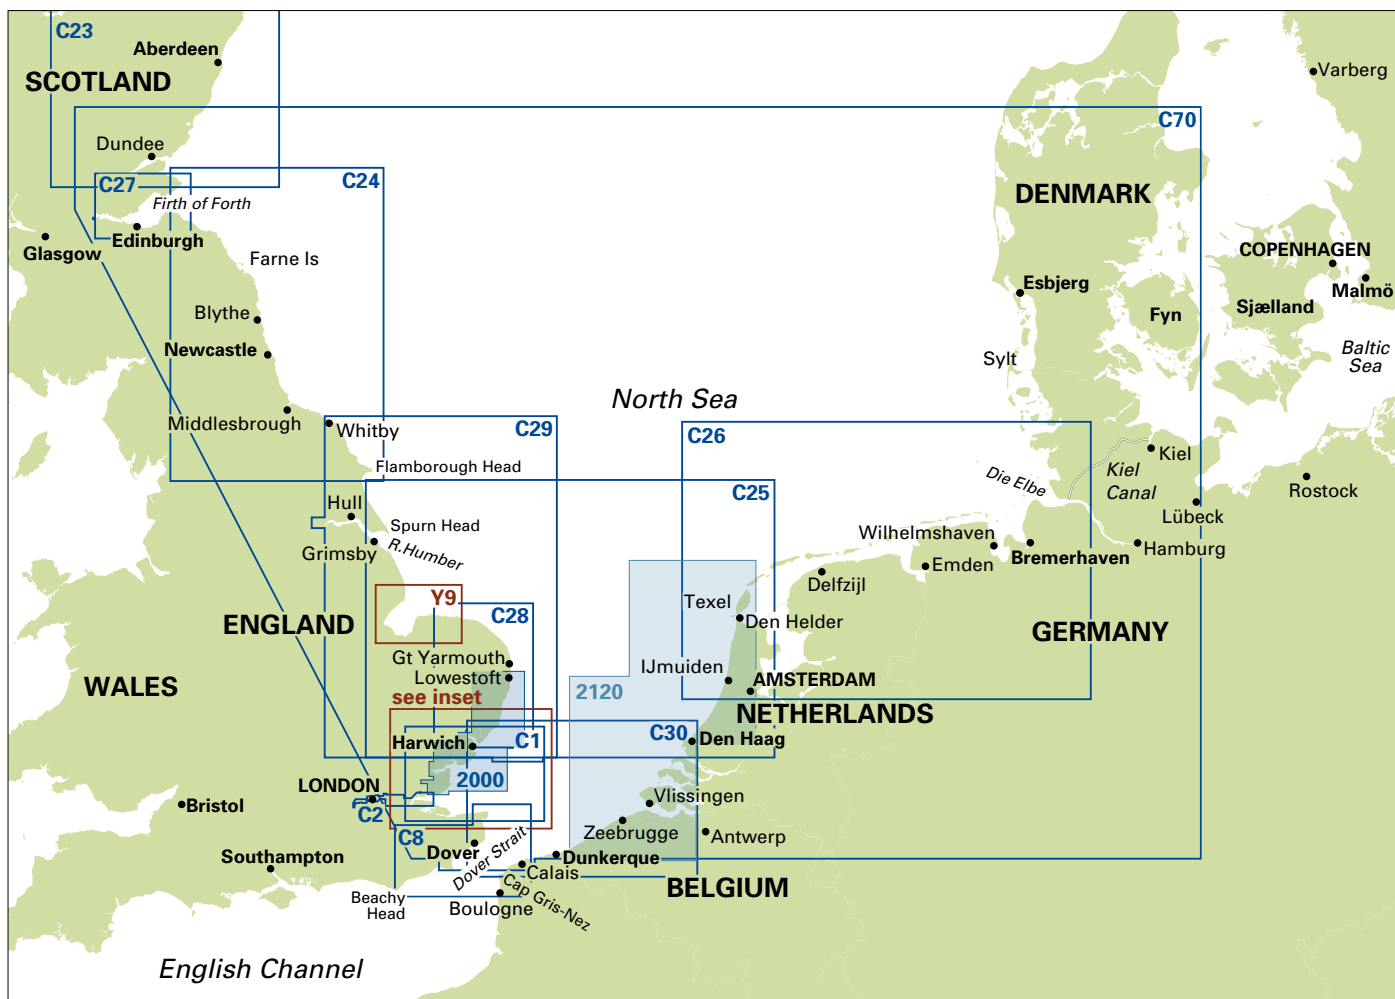 C23
Aberdeen
SCOTLAND
Varberg
C70
Dundee
C27
C24
DENMARK
Firth of Forth
Edinburgh
Glasgow
Farne Is
COPENHAGEN
Esbjerg
Malmö
Sjælland
Fyn
Blythe
Newcastle
Sylt
Baltic
Sea
North Sea
Middlesbrough
Whitby
C29
C26
Kiel
Flamborough Head
Kiel
Canal
Die Elbe
C25
Rostock
Hull
Lübeck
Spurn Head
Grimsby
R.Humber
Wilhelmshaven
Bremerhaven
Hamburg
Emden
Delfzijl
Y9
Texel
C28
Den Helder
ENGLAND
GERMANY
Gt Yarmouth
Lowestoft
IJmuiden
AMSTERDAM
WALES
see inset
2120
NETHERLANDS
Harwich
C1
C30
Den Haag
2000
LONDON
Bristol
C2
Vlissingen
C8
Zeebrugge
Antwerp
Dover
Dover Strait
Dunkerque
Southampton
Calais
BELGIUM
Beachy
Head
Boulogne
Cap Gris-Nez
English Channel